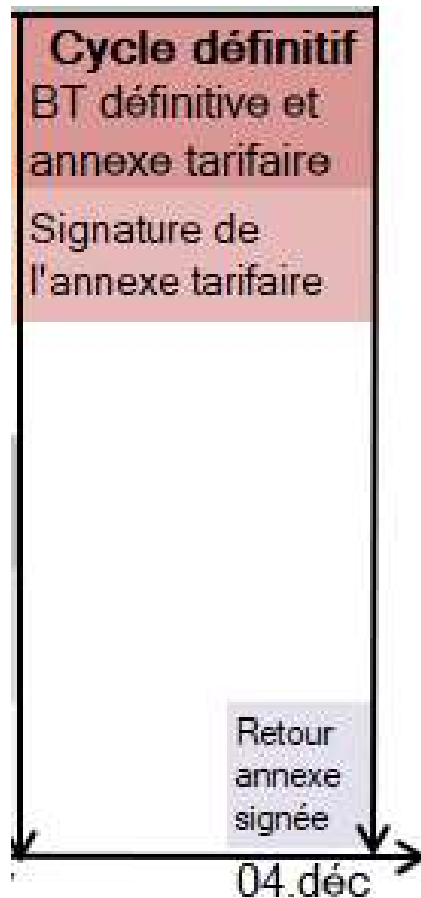 Cycle définitif
BT définitive et
annexe tarifaire
Signature de
l'annexe tarifaire
Retour
annexe
signée
04.déc